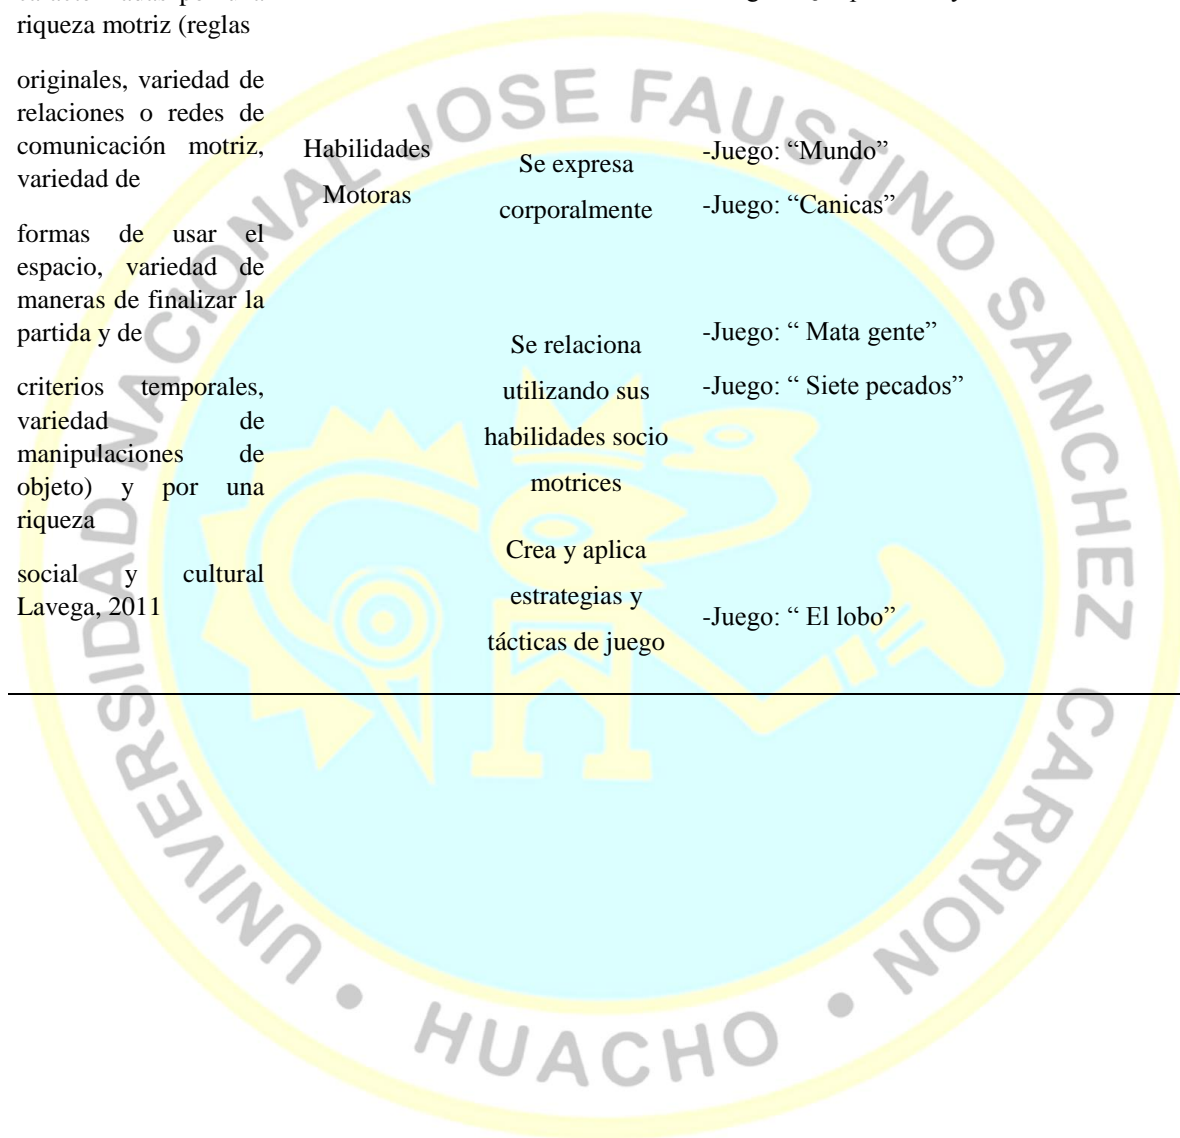 riqueza motriz (reglas
originales, variedad de
relaciones o redes de
comunicación motriz,
variedad de
formas de usar el
espacio, variedad de
maneras de finalizar la
partida y de
criterios temporales,
variedad de
manipulaciones de
objeto) y por una
riqueza
social y cultural
Lavega, 2011
Habilidades
Motoras
Se expresa
corporalmente
Se relaciona
utilizando sus
habilidades socio
motrices
Crea y aplica
estrategias y
tácticas de juego
-Juego: “Mundo”
-Juego: “Canicas”
-Juego: “ Mata gente”
-Juego: “ Siete pecados”
-Juego: “ El lobo”
UNIVERSIDAD NACIONAL JOSE FAUSTINO SANCHEZ CARRION • HUACHO •